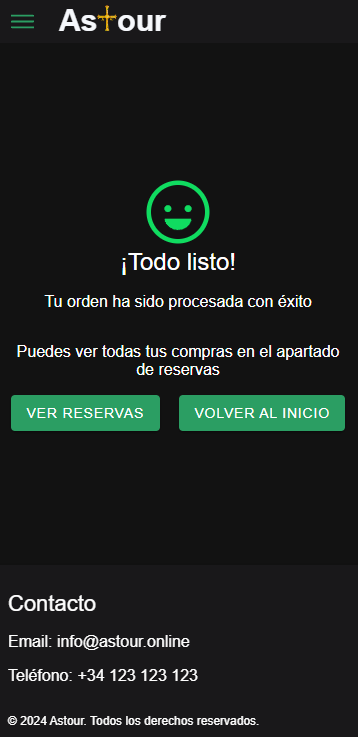 Astour
¡Todo listo!
Tu orden ha sido procesada con éxito
Puedes ver todas tus compras en el apartado
de reservas
VER RESERVAS
VOLVER AL INICIO
Contacto
Email: info@astour.online
Teléfono: +34 123 123 123
© 2024 Astour. Todos los derechos reservados.